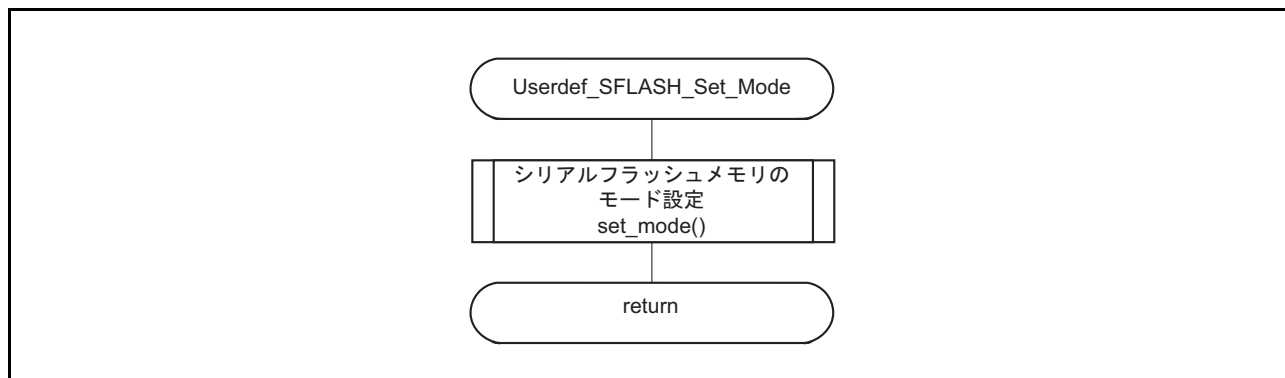 Userdef_SFLASH_Set_Mode
シリアルフラッシュメモリの
モード設定
set_mode()
return